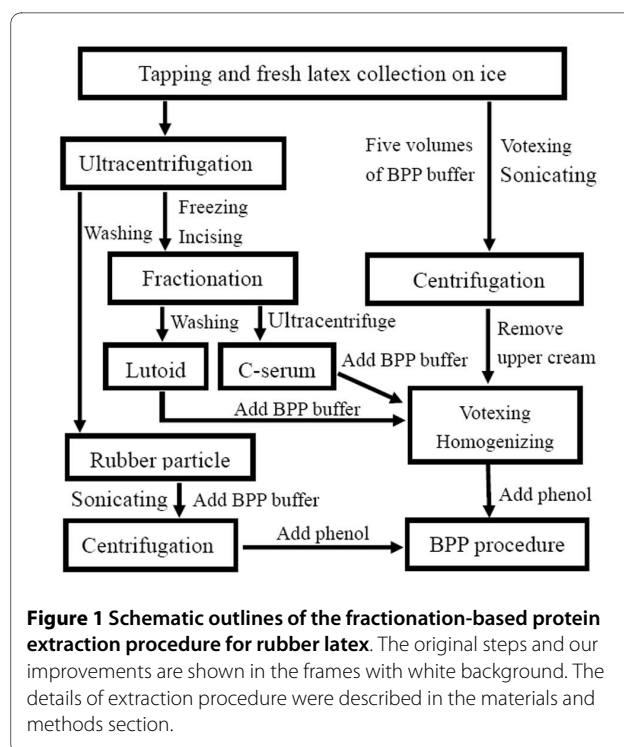 Tapping and fresh latex collection on ice
Ultracentrifugation
Five volumes
of BPP buffer
Votexing
Sonicating
Washing
Freezing
Incising
Fractionation
Centrifugation
Washing
Ultracentrifuge
Remove
upper cream
Lutoid
C-serum
Add BPP buffer
Add BPP buffer
Votexing
Homogenizing
Rubber particle
Sonicating
Add BPP buffer
Add phenol
Centrifugation
Add phenol
BPP procedure
Figure 1 Schematic outlines of the fractionation-based protein
extraction procedure for rubber latex. The original steps and our
improvements are shown in the frames with white background. The
details of extraction procedure were described in the materials and
methods section.